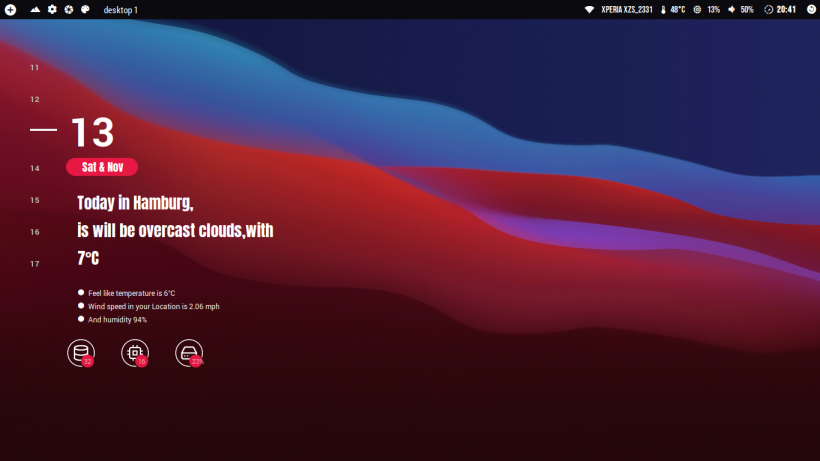 desktop 1
XPERIA XZS_2331 48°C 13% 50% 20:41
11
12
13
Sat & Nov
14
15
16
17
Today in Hamburg,
is will be overcast clouds,with
7°C
Feel like temperature is 6°C
Wind speed in your Location is 2.06 mph
And humidity 94%
32
16
23%